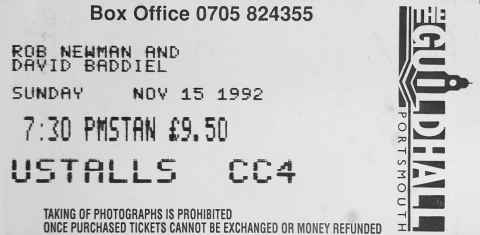 Box Office 0705 824355
ROB NEWMAN AND
DAVID BADDIEL
SUNDAY NOV 15 1992
7:30 PMSTAN £9.50
USTALLS CC4
TAKING OF PHOTOGRAPHS IS PROHIBITED
ONCE PURCHASED TICKETS CANNOT BE EXCHANGED OR MONEY REFUNDED
THE
GUILDHALL
PORTSMOUTH